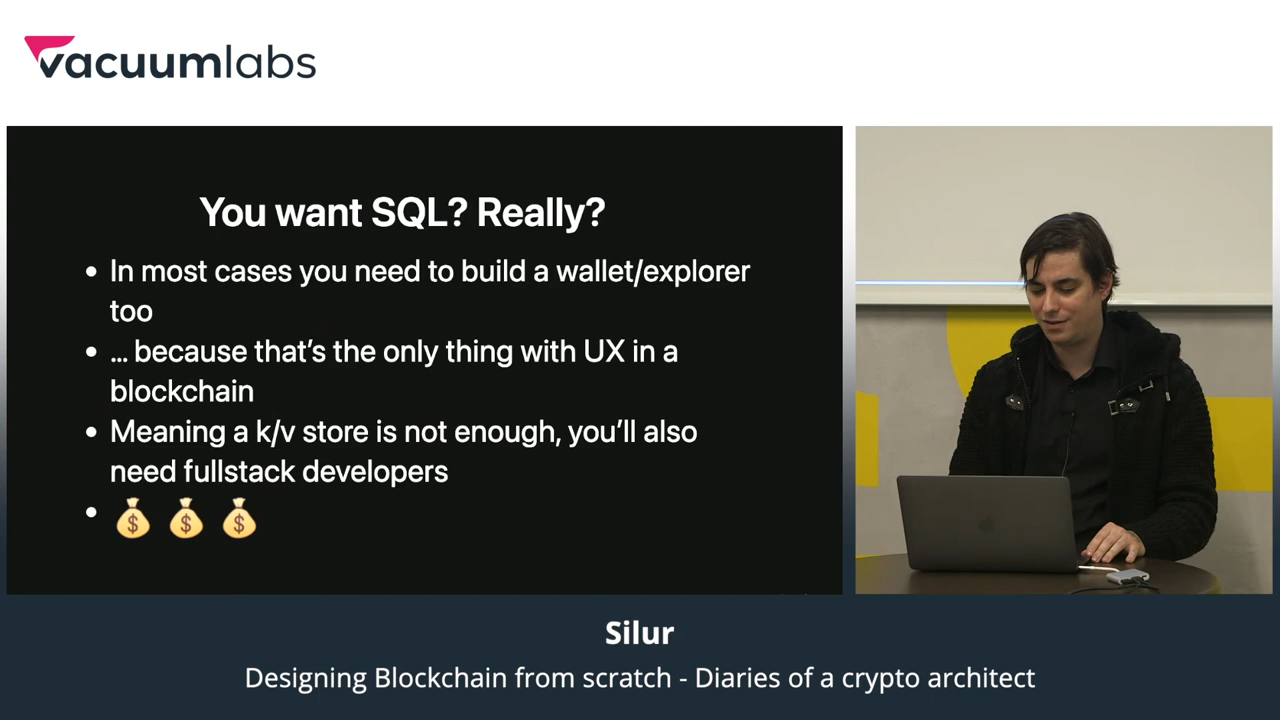 vacuumlabs
You want SQL? Really?
• In most cases you need to build a wallet/explorer
too
• … because that’s the only thing with UX in a
blockchain
• Meaning a k/v store is not enough, you’ll also
need fullstack developers
• 💰 💰 💰
Silur
Designing Blockchain from scratch - Diaries of a crypto architect